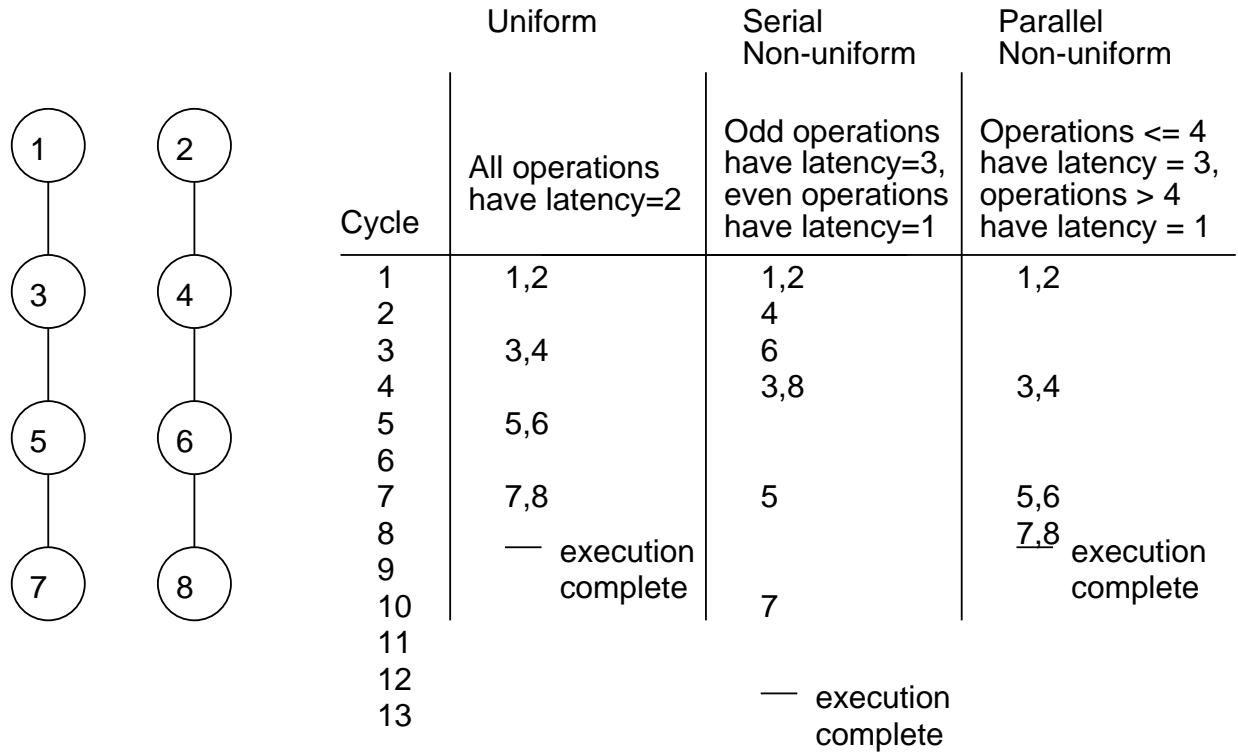 Uniform
Serial
Non-uniform
Parallel
Non-uniform
1
2
3
4
5
6
7
8
Cycle
All operations
have latency=2
Odd operations
have latency=3,
even operations
have latency=1
Operations <= 4
have latency = 3,
operations > 4
have latency = 1
1 1,2 1,2 1,2
2 4
3 3,4 6
4 3,8 3,4
5 5,6
6
7 7,8 5 5,6
8 7,8
9
10 7
11
12
13
execution
complete
execution
complete
execution
complete